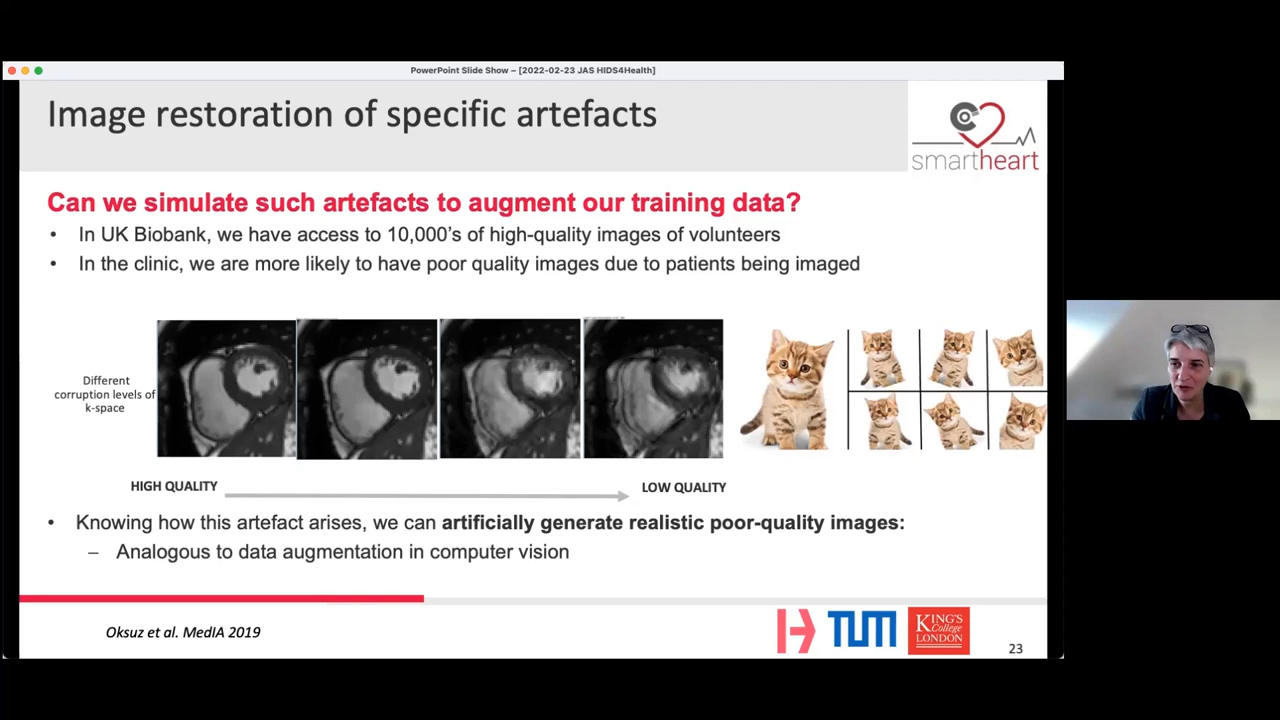 PowerPoint Slide Show – [2022-02-23 JAS HIDS4Health]
Image restoration of specific artefacts
smartheart
Can we simulate such artefacts to augment our training data?
• In UK Biobank, we have access to 10,000’s of high-quality images of volunteers
• In the clinic, we are more likely to have poor quality images due to patients being imaged
Different
corruption levels of
k-space
HIGH QUALITY
LOW QUALITY
• Knowing how this artefact arises, we can artificially generate realistic poor-quality images:
– Analogous to data augmentation in computer vision
Oksuz et al. MedIA 2019
TUM
KING'S
College
LONDON
23